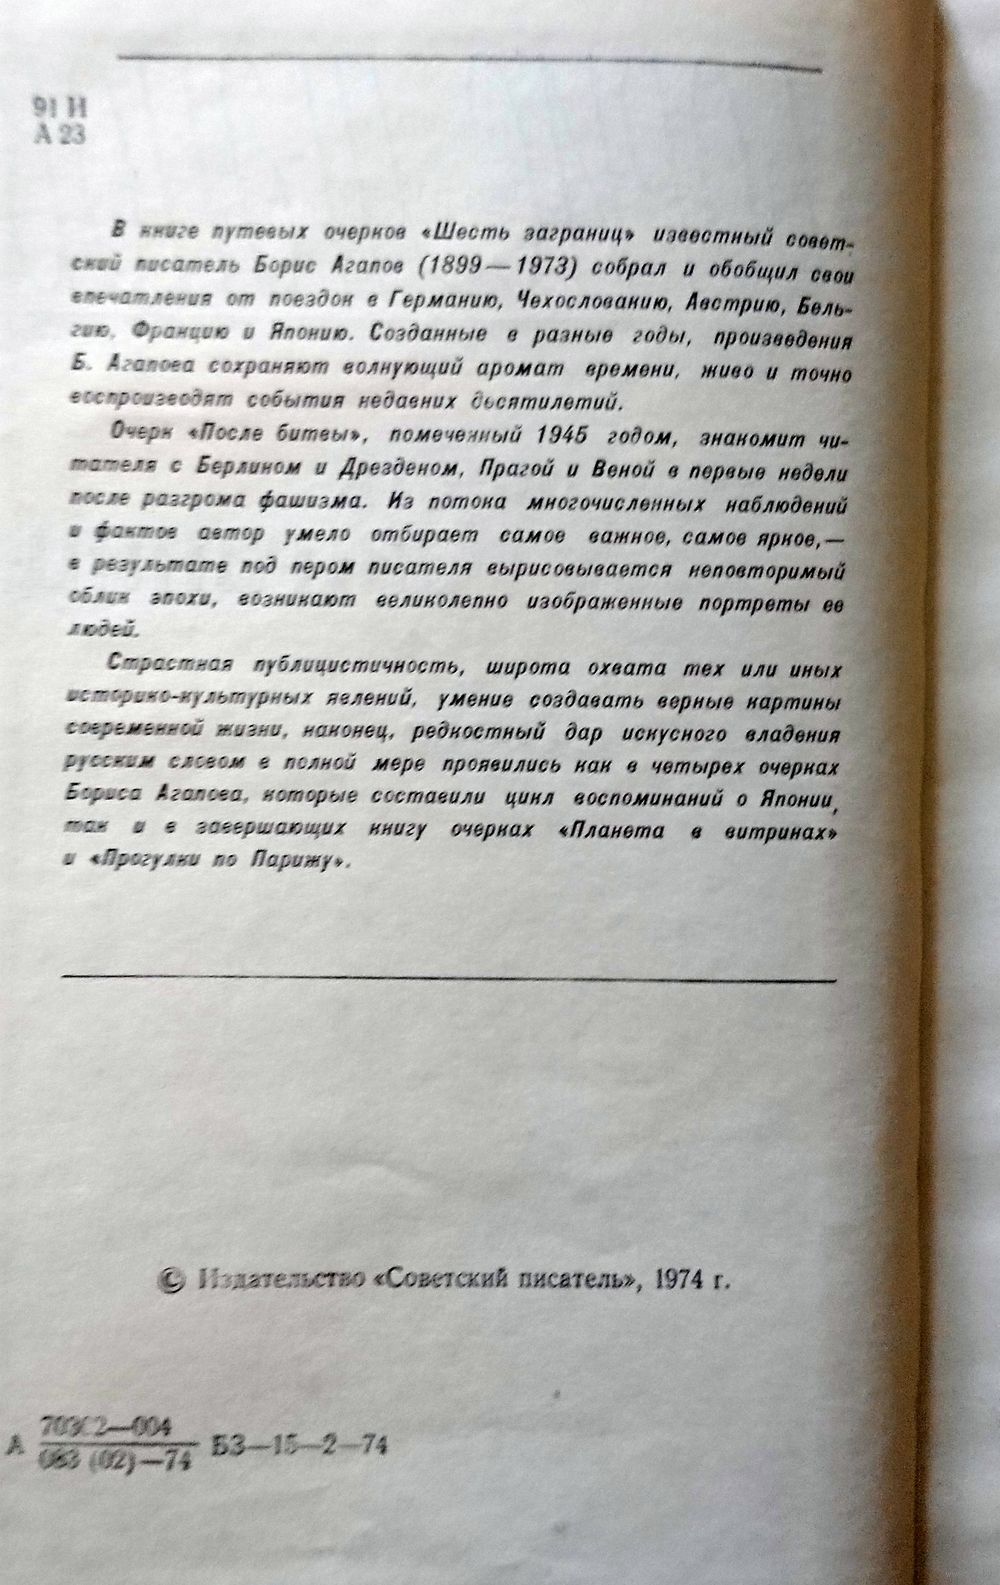 91 И
А 23
В книге путевых очерков «Шесть заграниц» известный совет-
ский писатель Борис Агапов (1899—1973) собрал и обобщил свои
впечатления от поездок в Германию, Чехословакию, Австрию, Бель-
гию, Францию и Японию. Созданные в разные годы, произведения
Б. Агапова сохраняют волнующий аромат времени, живо и точно
воспроизводят события недавних десятилетий.
Очерк «После битвы», помеченный 1945 годом, знакомит чи-
тателя с Берлином и Дрезденом, Прагой и Веной в первые недели
после разгрома фашизма. Из потока многочисленных наблюдений
и фактов автор умело отбирает самое важное, самое яркое,—
в результате под пером писателя вырисовывается неповторимый
облик эпохи, возникают великолепно изображенные портреты ее
людей.
Страстная публицистичность, широта охвата тех или иных
историко-культурных явлений, умение создавать верные картины
современной жизни, наконец, редкостный дар искусного владения
русским словом в полной мере проявились как в четырех очерках
Бориса Агапова, которые составили цикл воспоминаний о Японии,
так и в завершающих книгу очерках «Планета в витринах»
и «Прогулки по Парижу».
© Издательство «Советский писатель», 1974 г.
70302—004
А БЗ—15—2—74
083 (02)—74